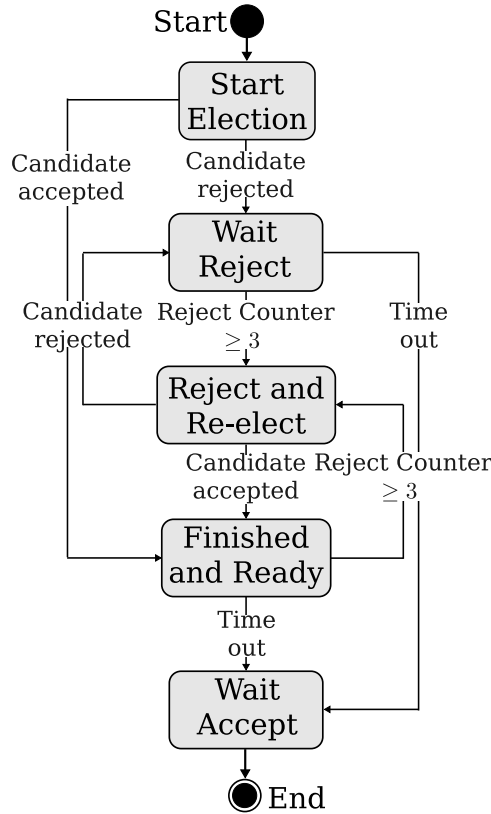 Start
Start
Election
Candidate
accepted
Candidate
rejected
Wait
Reject
Candidate
rejected
Reject Counter
≥ 3
Time
out
Reject and
Re-elect
Candidate
accepted
Reject Counter
≥ 3
Finished
and Ready
Time
out
Wait
Accept
End